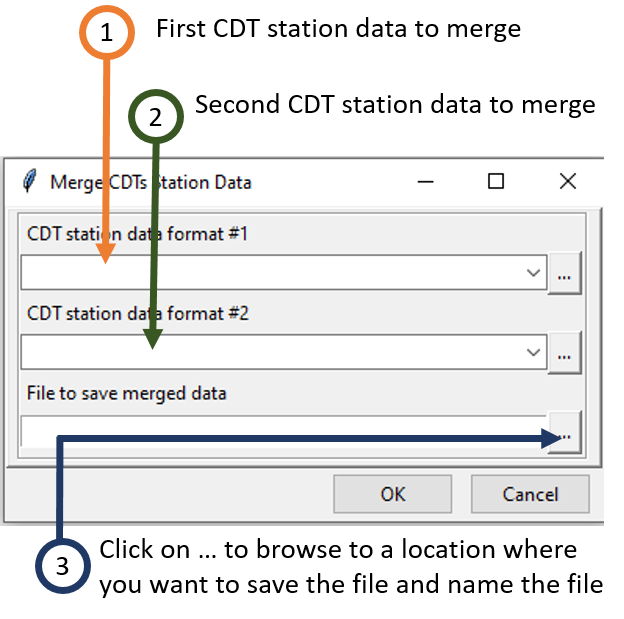 1 First CDT station data to merge
2 Second CDT station data to merge
Merge CDTs Station Data
CDT station data format #1
...
CDT station data format #2
...
File to save merged data
...
OK Cancel
3 Click on ... to browse to a location where
you want to save the file and name the file